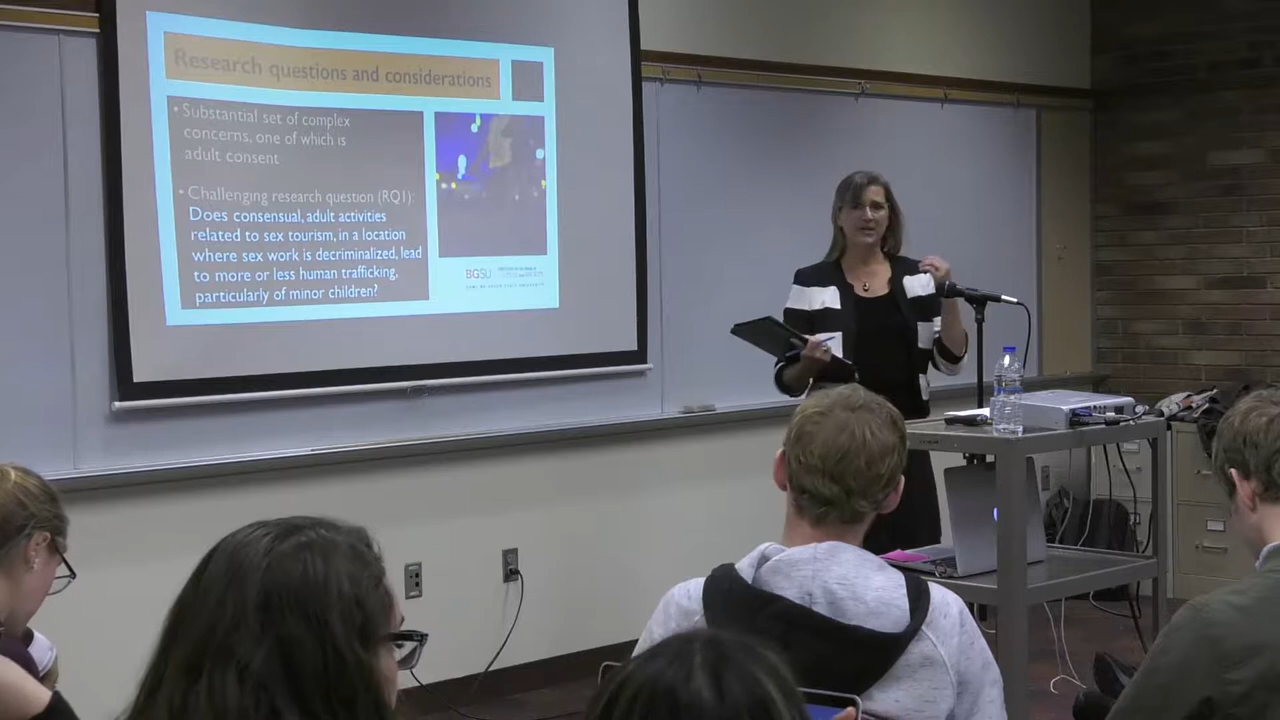 Research questions and considerations
• Substantial set of complex
concerns, one of which is
adult consent
• Challenging research question (RQ1):
Does consensual, adult activities
related to sex tourism, in a location
where sex work is decriminalized, lead
to more or less human trafficking,
particularly of minor children?
BGSU